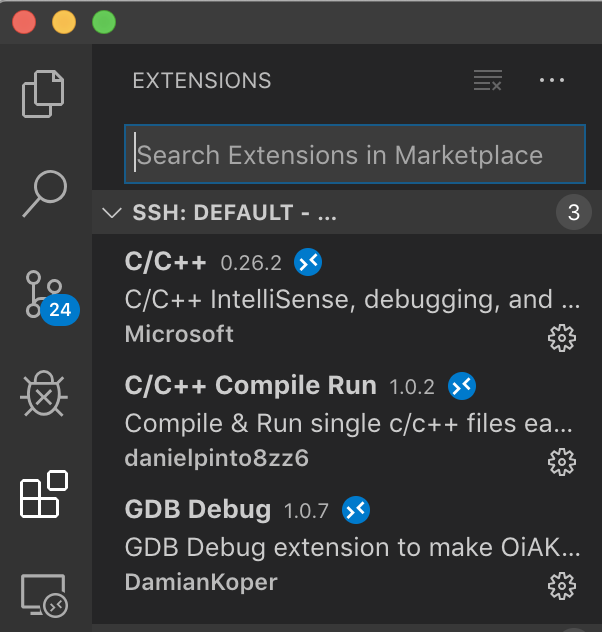 EXTENSIONS
Search Extensions in Marketplace
SSH: DEFAULT - ...
3
C/C++ 0.26.2
C/C++ IntelliSense, debugging, and ...
Microsoft
24
C/C++ Compile Run 1.0.2
Compile & Run single c/c++ files ea...
danielpinto8zz6
GDB Debug 1.0.7
GDB Debug extension to make OiAK...
DamianKoper